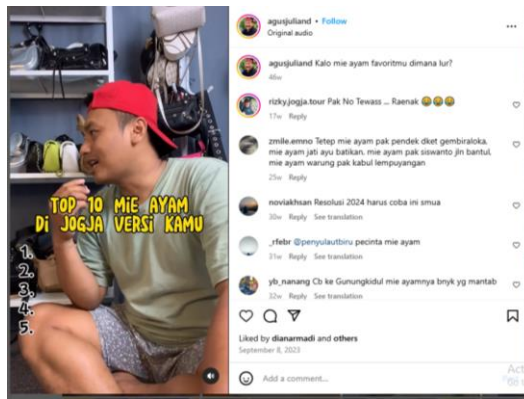 TOP 10 MIE AYAM
DI JOGJA VERSI KAMU
1.
2.
3.
4.
5.
agusjuliand • Follow
Original audio
agusjuliand Kalo mie ayam favoritmu dimana lur?
46w
rizky.jogja.tour Pak No Tewass ... Raenak 😂😂😂
17w Reply
zmlle.emno Tetep mie ayam pak pendek dket gembiraloka,
mie ayam jati ayu batikan, mie ayam pak siswanto jln bantul,
mie ayam warung pak kabul lempuyangan
25w Reply
noviakhsan Resolusi 2024 harus coba ini smua
30w Reply See translation
_rfebr @penyulautbiru pecinta mie ayam
31w Reply See translation
yb_nanang Cb ke Gunungkidul mie ayamnya bnyk yg mantab
32w Reply See translation
Liked by dianarmadi and others
September 8, 2023
Add a comment...